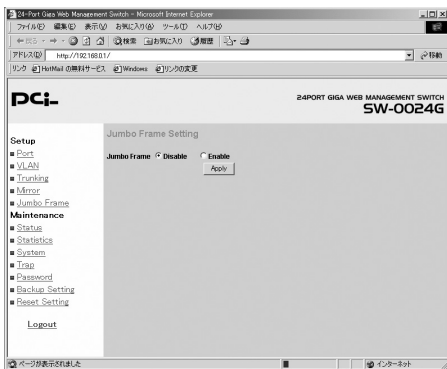 24-Port Giga Web Management Switch - Microsoft Internet Explorer
ファイル(F) 編集(E) 表示(V) お気に入り(A) ツール(T) ヘルプ(H)
戻る 検索 お気に入り 履歴
アドレス(D) http://192.168.0.1/ 移動
リンク HotMail の無料サービス Windows リンクの変更
PCi
24PORT GIGA WEB MANAGEMENT SWITCH
SW-0024G
Setup
Port
VLAN
Trunking
Mirror
Jumbo Frame
Maintenance
Status
Statistics
System
Trap
Password
Backup Setting
Reset Setting
Logout
Jumbo Frame Setting
Jumbo Frame Disable Enable
Apply
ページが表示されました インターネット